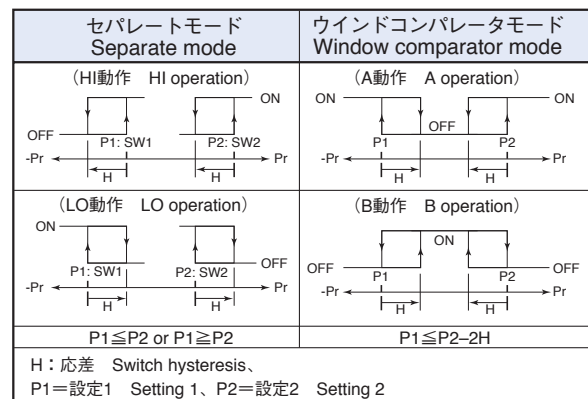 セパレートモード
Separate mode
ウインドコンパレータモード
Window comparator mode
（HI動作　HI operation）
ON
OFF
P1: SW1
P2: SW2
-Pr
Pr
H
H
（A動作　A operation）
ON
ON
OFF
P1
P2
-Pr
Pr
H
H
（LO動作　LO operation）
ON
P1: SW1
P2: SW2
OFF
-Pr
Pr
H
H
（B動作　B operation）
ON
OFF
P1
P2
OFF
-Pr
Pr
H
H
P1≦P2 or P1≧P2
P1≦P2–2H
H：応差　Switch hysteresis、
P1＝設定1　Setting 1、P2＝設定2　Setting 2